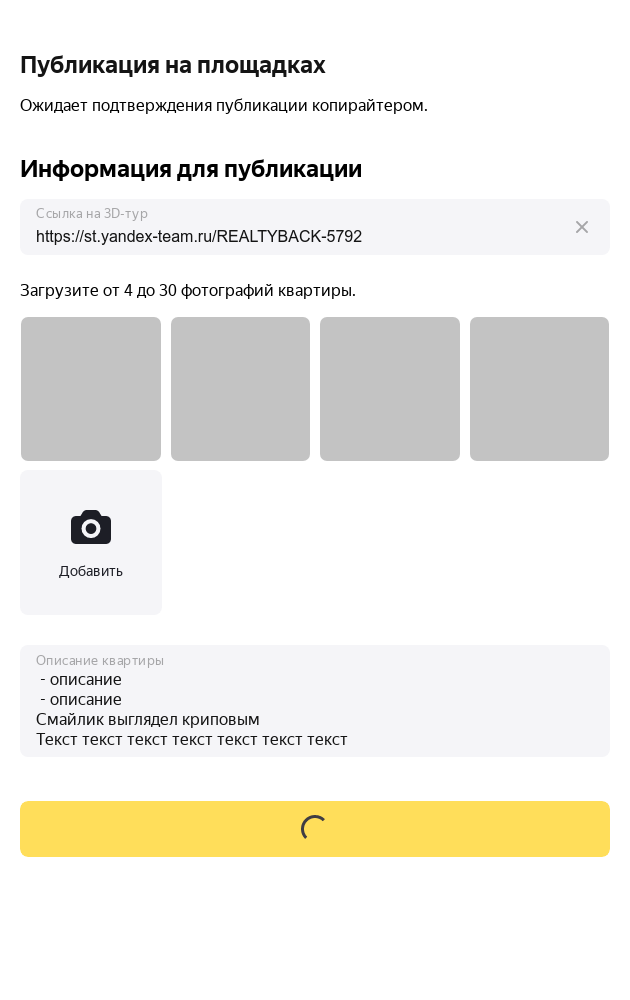 Публикация на площадках
Ожидает подтверждения публикации копирайтером.
Информация для публикации
Ссылка на 3D-тур
https://st.yandex-team.ru/REALTYBACK-5792
Загрузите от 4 до 30 фотографий квартиры.
Добавить
Описание квартиры
- описание
- описание
Смайлик выглядел криповым
Текст текст текст текст текст текст текст